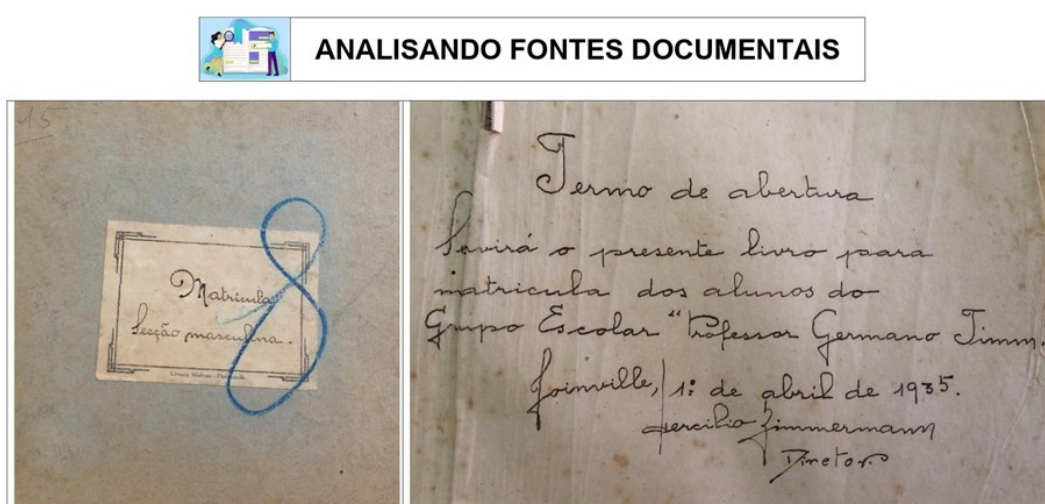 ANALISANDO FONTES DOCUMENTAIS
15
Matricula
Secção masculina.
8
Termo de abertura
Servirá o presente livro para
matricula dos alunos do
Grupo Escolar "Professor Germano Timm.
Joinville, 1º de abril de 1935.
Zimmermann
Diretor